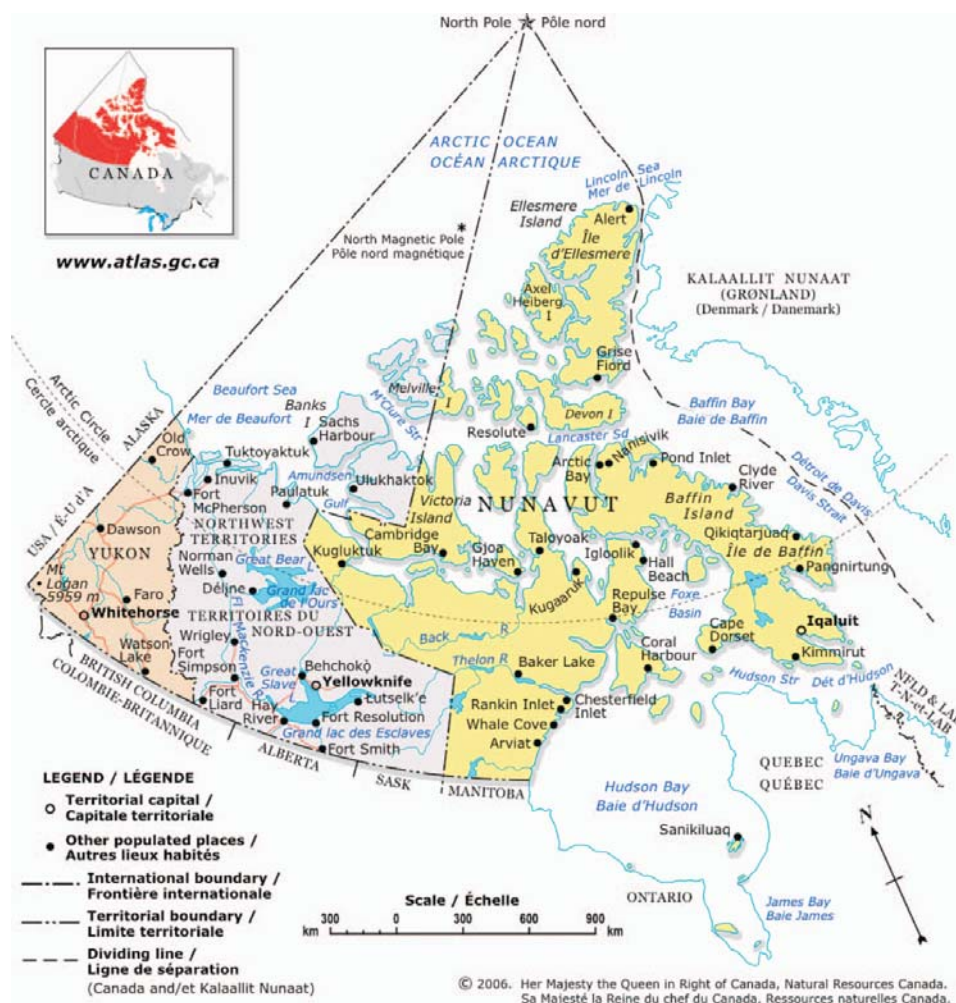 North Pole Pôle nord
CANADA
www.atlas.gc.ca
ARCTIC OCEAN
OCÉAN ARCTIQUE
Lincoln Sea
Mer de Lincoln
Ellesmere
Island
Alert
Île
d'Ellesmere
North Magnetic Pole
Pôle nord magnétique
*
Axel
Heiberg
I
KALAALLIT NUNAAT
(GRØNLAND)
(Denmark / Danemark)
Grise
Fiord
Arctic Circle
Cercle arctique
Beaufort Sea
Mer de Beaufort
Melville
I
M'Clure Str
Banks
I
Sachs
Harbour
Devon I
Resolute
Lancaster Sd
Baffin Bay
Baie de Baffin
ALASKA
USA / É-U d'A
Old
Crow
Tuktoyaktuk
Inuvik
Amundsen
Gulf
Ulukhaktok
Paulatuk
Fort
McPherson
Arctic
Bay
Nanisivik
Pond Inlet
Clyde
River
Détroit de Davis
Davis Strait
Victoria
Island
NUNAVUT
Baffin
Island
Île de Baffin
Dawson
YUKON
NORTHWEST
TERRITORIES
Norman
Wells
Great Bear
L
Grand lac
de l'Ours
Déline
Kugluktuk
Cambridge
Bay
Gjoa
Haven
Taloyoak
Kugaaruk
Igloolik
Hall
Beach
Qikiqtarjuaq
Pangnirtung
Mt
Logan
5959 m
Whitehorse
Faro
TERRITOIRES DU
NORD-OUEST
Repulse
Bay
Foxe
Basin
Cape
Dorset
Iqaluit
Kimmirut
Watson
Lake
Wrigley
Fl Mackenzie R
Fort
Simpson
Great
Slave
Behchokǫ̀
Yellowknife
Łutselk'e
Back R
Thelon R
Baker Lake
Coral
Harbour
Hudson Str Dét d'Hudson
Fort
Liard
Hay
River
Fort Resolution
Grand lac des Esclaves
Fort Smith
Rankin Inlet
Chesterfield
Inlet
Whale Cove
Arviat
NFLD & LAB
T-N-et-LAB
BRITISH COLUMBIA
COLOMBIE-BRITANNIQUE
ALBERTA
SASK
MANITOBA
QUEBEC
QUÉBEC
Ungava Bay
Baie d'Ungava
Hudson Bay
Baie d'Hudson
Sanikiluaq
N
ONTARIO
James Bay
Baie James
LEGEND / LÉGENDE
Territorial capital /
Capitale territoriale
Other populated places /
Autres lieux habités
International boundary /
Frontière internationale
Territorial boundary /
Limite territoriale
Dividing line /
Ligne de séparation
(Canada and/et Kalaallit Nunaat)
Scale / Échelle
300 0 300 600 900
km km
© 2006. Her Majesty the Queen in Right of Canada, Natural Resources Canada.
Sa Majesté la Reine du chef du Canada, Ressources naturelles Canada.